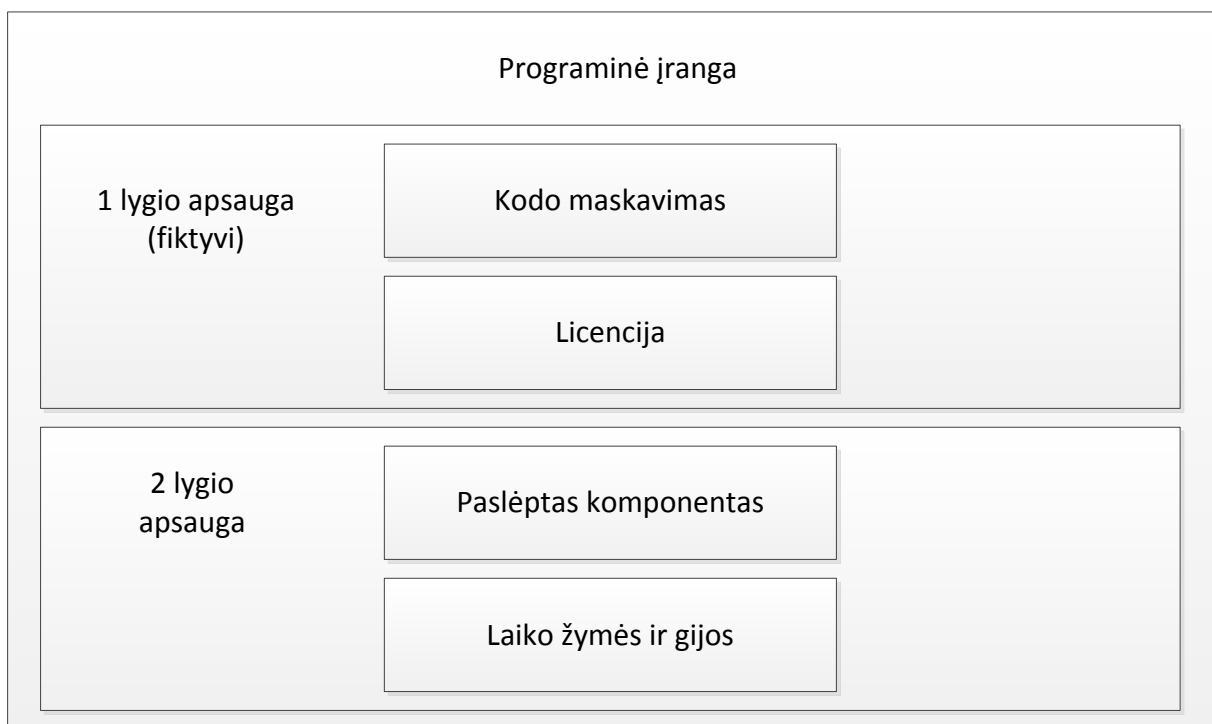 Programinė įranga
1 lygio apsauga
(fiktyvi)
Kodo maskavimas
Licencija
2 lygio
apsauga
Paslėptas komponentas
Laiko žymės ir gijos